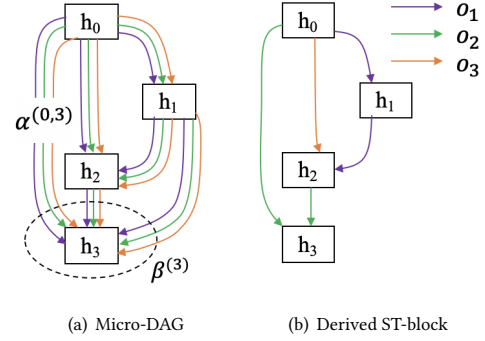 h₀
h₁
α⁽⁰,³⁾
h₂
h₃
β⁽³⁾
(a) Micro-DAG
h₀
h₁
h₂
h₃
(b) Derived ST-block
o₁
o₂
o₃